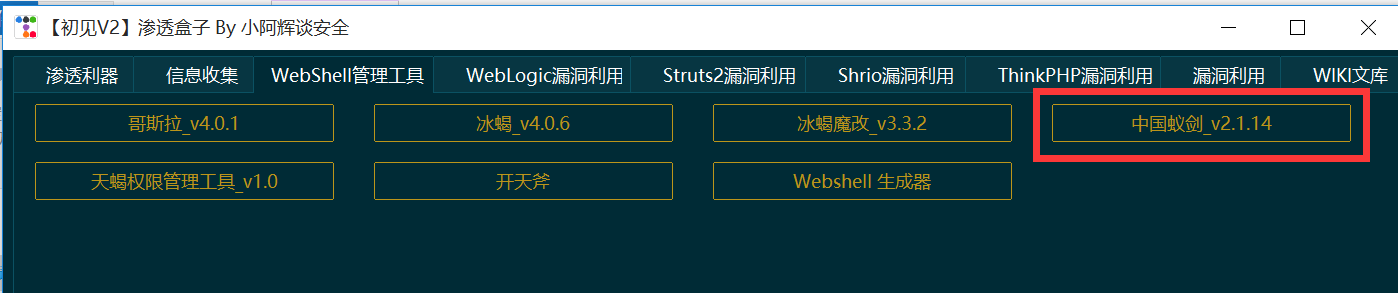 【初见V2】渗透盒子 By 小阿辉谈安全
渗透利器 信息收集 WebShell管理工具 WebLogic漏洞利用 Struts2漏洞利用 Shrio漏洞利用 ThinkPHP漏洞利用 漏洞利用 WIKI文库
哥斯拉_v4.0.1 冰蝎_v4.0.6 冰蝎魔改_v3.3.2 中国蚁剑_v2.1.14
天蝎权限管理工具_v1.0 开天斧 Webshell 生成器